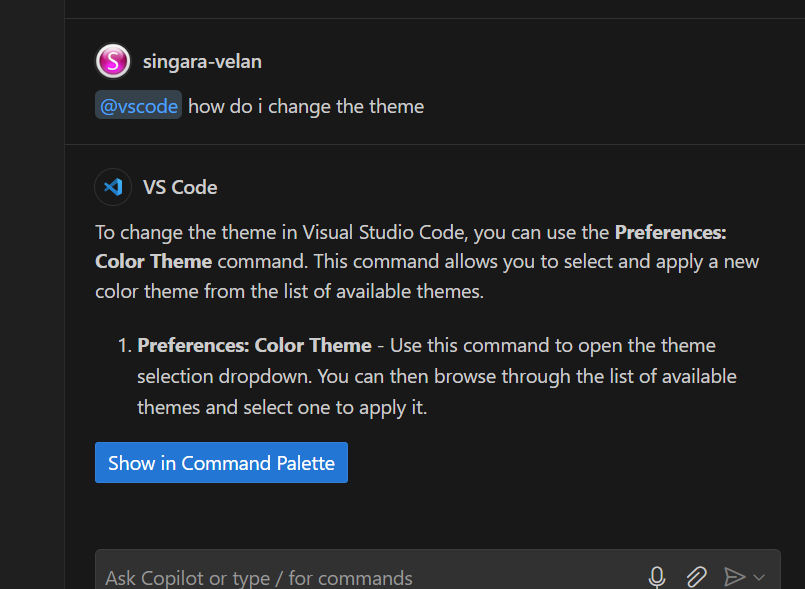 S
singara-velan
@vscode how do i change the theme
VS Code
To change the theme in Visual Studio Code, you can use the Preferences:
Color Theme command. This command allows you to select and apply a new
color theme from the list of available themes.
1. Preferences: Color Theme - Use this command to open the theme
selection dropdown. You can then browse through the list of available
themes and select one to apply it.
Show in Command Palette
Ask Copilot or type / for commands